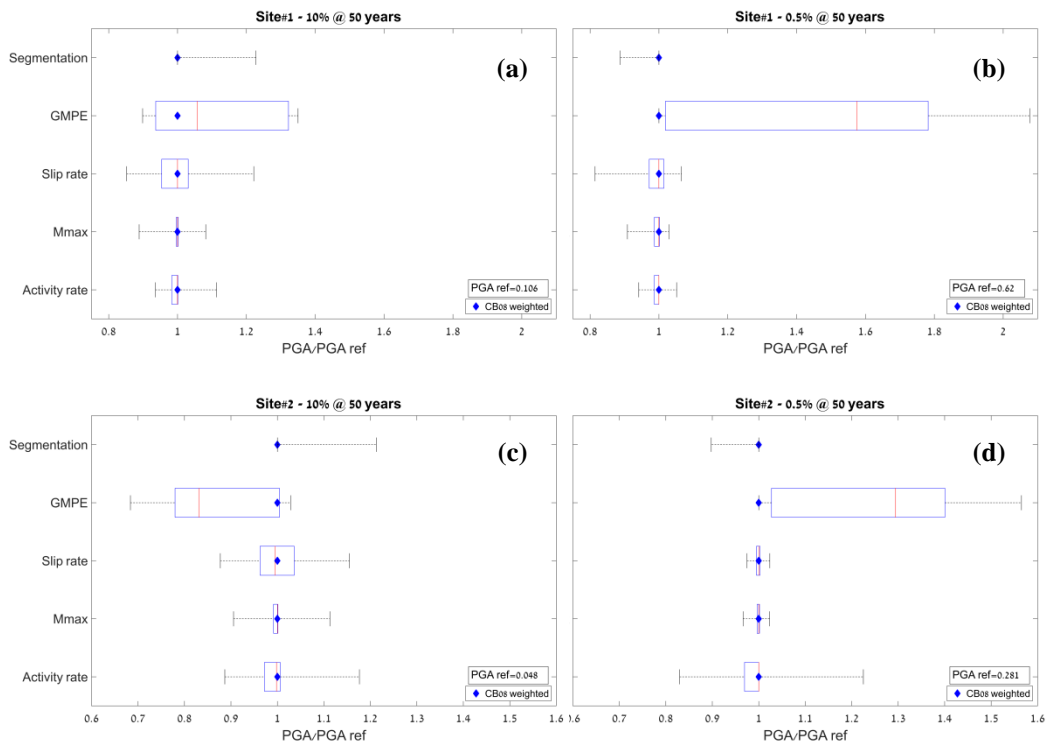 Site#1 - 10% @ 50 years
Segmentation
GMPE
Slip rate
Mmax
Activity rate
(a)
PGA ref=0.106
CB08 weighted
0.8 1 1.2 1.4 1.6 1.8 2
PGA/PGA ref
Site#1 - 0.5% @ 50 years
(b)
PGA ref=0.62
CB08 weighted
0.8 1 1.2 1.4 1.6 1.8 2
PGA/PGA ref
Site#2 - 10% @ 50 years
Segmentation
GMPE
Slip rate
Mmax
Activity rate
(c)
PGA ref=0.048
CB08 weighted
0.6 0.7 0.8 0.9 1 1.1 1.2 1.3 1.4 1.5 1.6
PGA/PGA ref
Site#2 - 0.5% @ 50 years
(d)
PGA ref=0.281
CB08 weighted
0.6 0.7 0.8 0.9 1 1.1 1.2 1.3 1.4 1.5 1.6
PGA/PGA ref